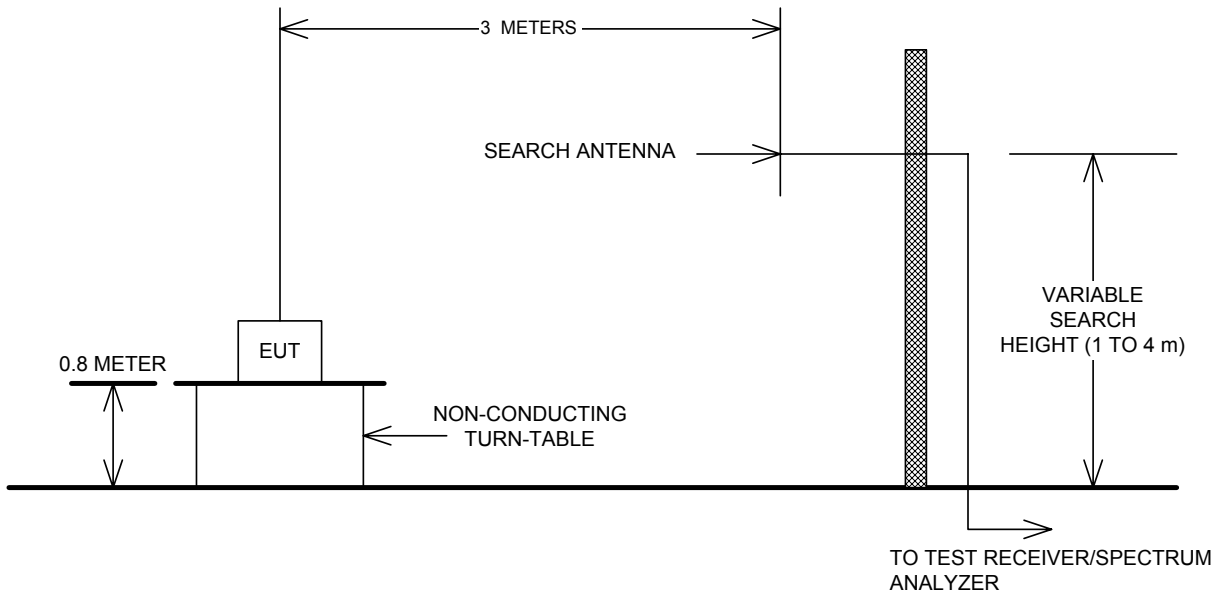 3 METERS
SEARCH ANTENNA
VARIABLE
SEARCH
HEIGHT (1 TO 4 m)
EUT
0.8 METER
NON-CONDUCTING
TURN-TABLE
TO TEST RECEIVER/SPECTRUM
ANALYZER